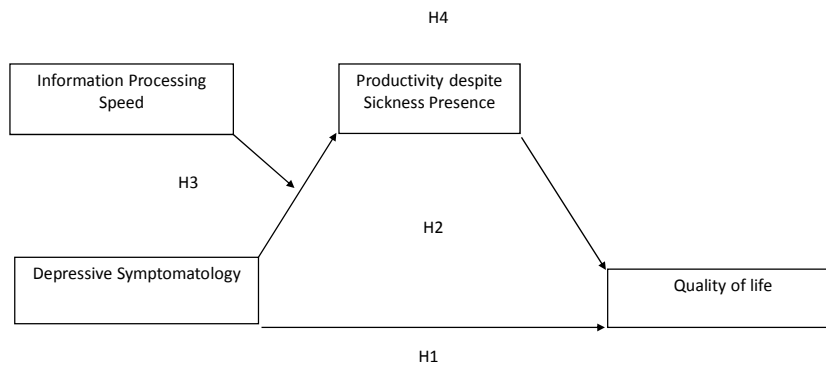 H4
Information Processing
Speed
Productivity despite
Sickness Presence
H3
H2
Depressive Symptomatology
Quality of life
H1